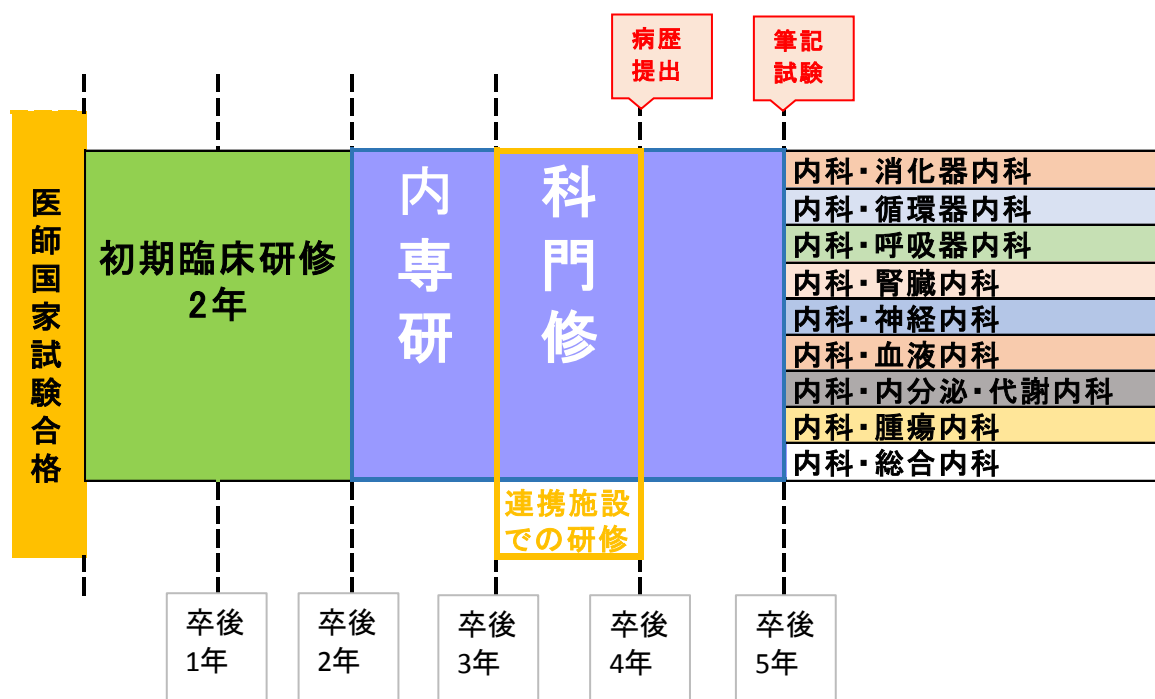 病歴
提出
筆記
試験
医師国家試験合格
初期臨床研修
2年
内科
専門
研修
連携施設
での研修
内科・消化器内科
内科・循環器内科
内科・呼吸器内科
内科・腎臓内科
内科・神経内科
内科・血液内科
内科・内分泌・代謝内科
内科・腫瘍内科
内科・総合内科
卒後
1年
卒後
2年
卒後
3年
卒後
4年
卒後
5年